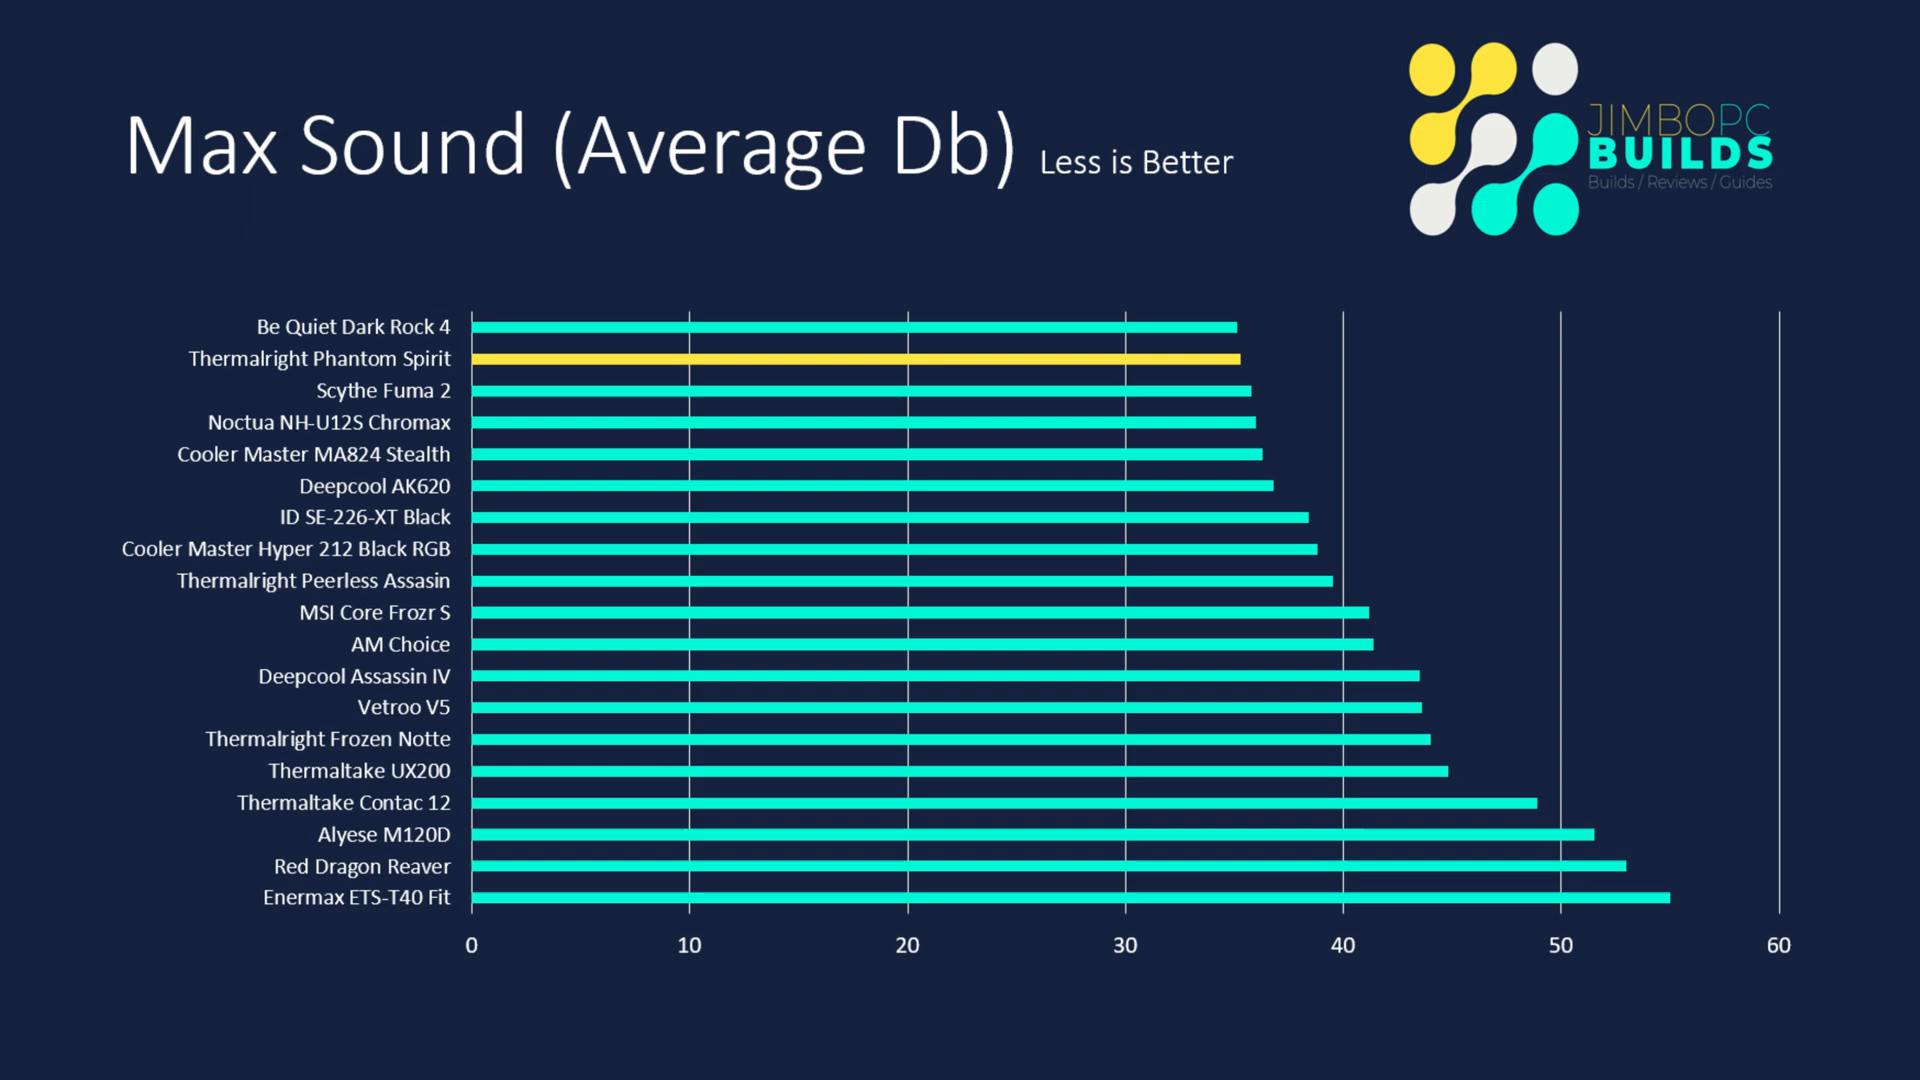 Max Sound (Average Db) Less is Better
JIMBOPC
BUILDS
Builds / Reviews / Guides
Be Quiet Dark Rock 4
Thermalright Phantom Spirit
Scythe Fuma 2
Noctua NH-U12S Chromax
Cooler Master MA824 Stealth
Deepcool AK620
ID SE-226-XT Black
Cooler Master Hyper 212 Black RGB
Thermalright Peerless Assasin
MSI Core Frozr S
AM Choice
Deepcool Assassin IV
Vetroo V5
Thermalright Frozen Notte
Thermaltake UX200
Thermaltake Contac 12
Alyese M120D
Red Dragon Reaver
Enermax ETS-T40 Fit
0 10 20 30 40 50 60